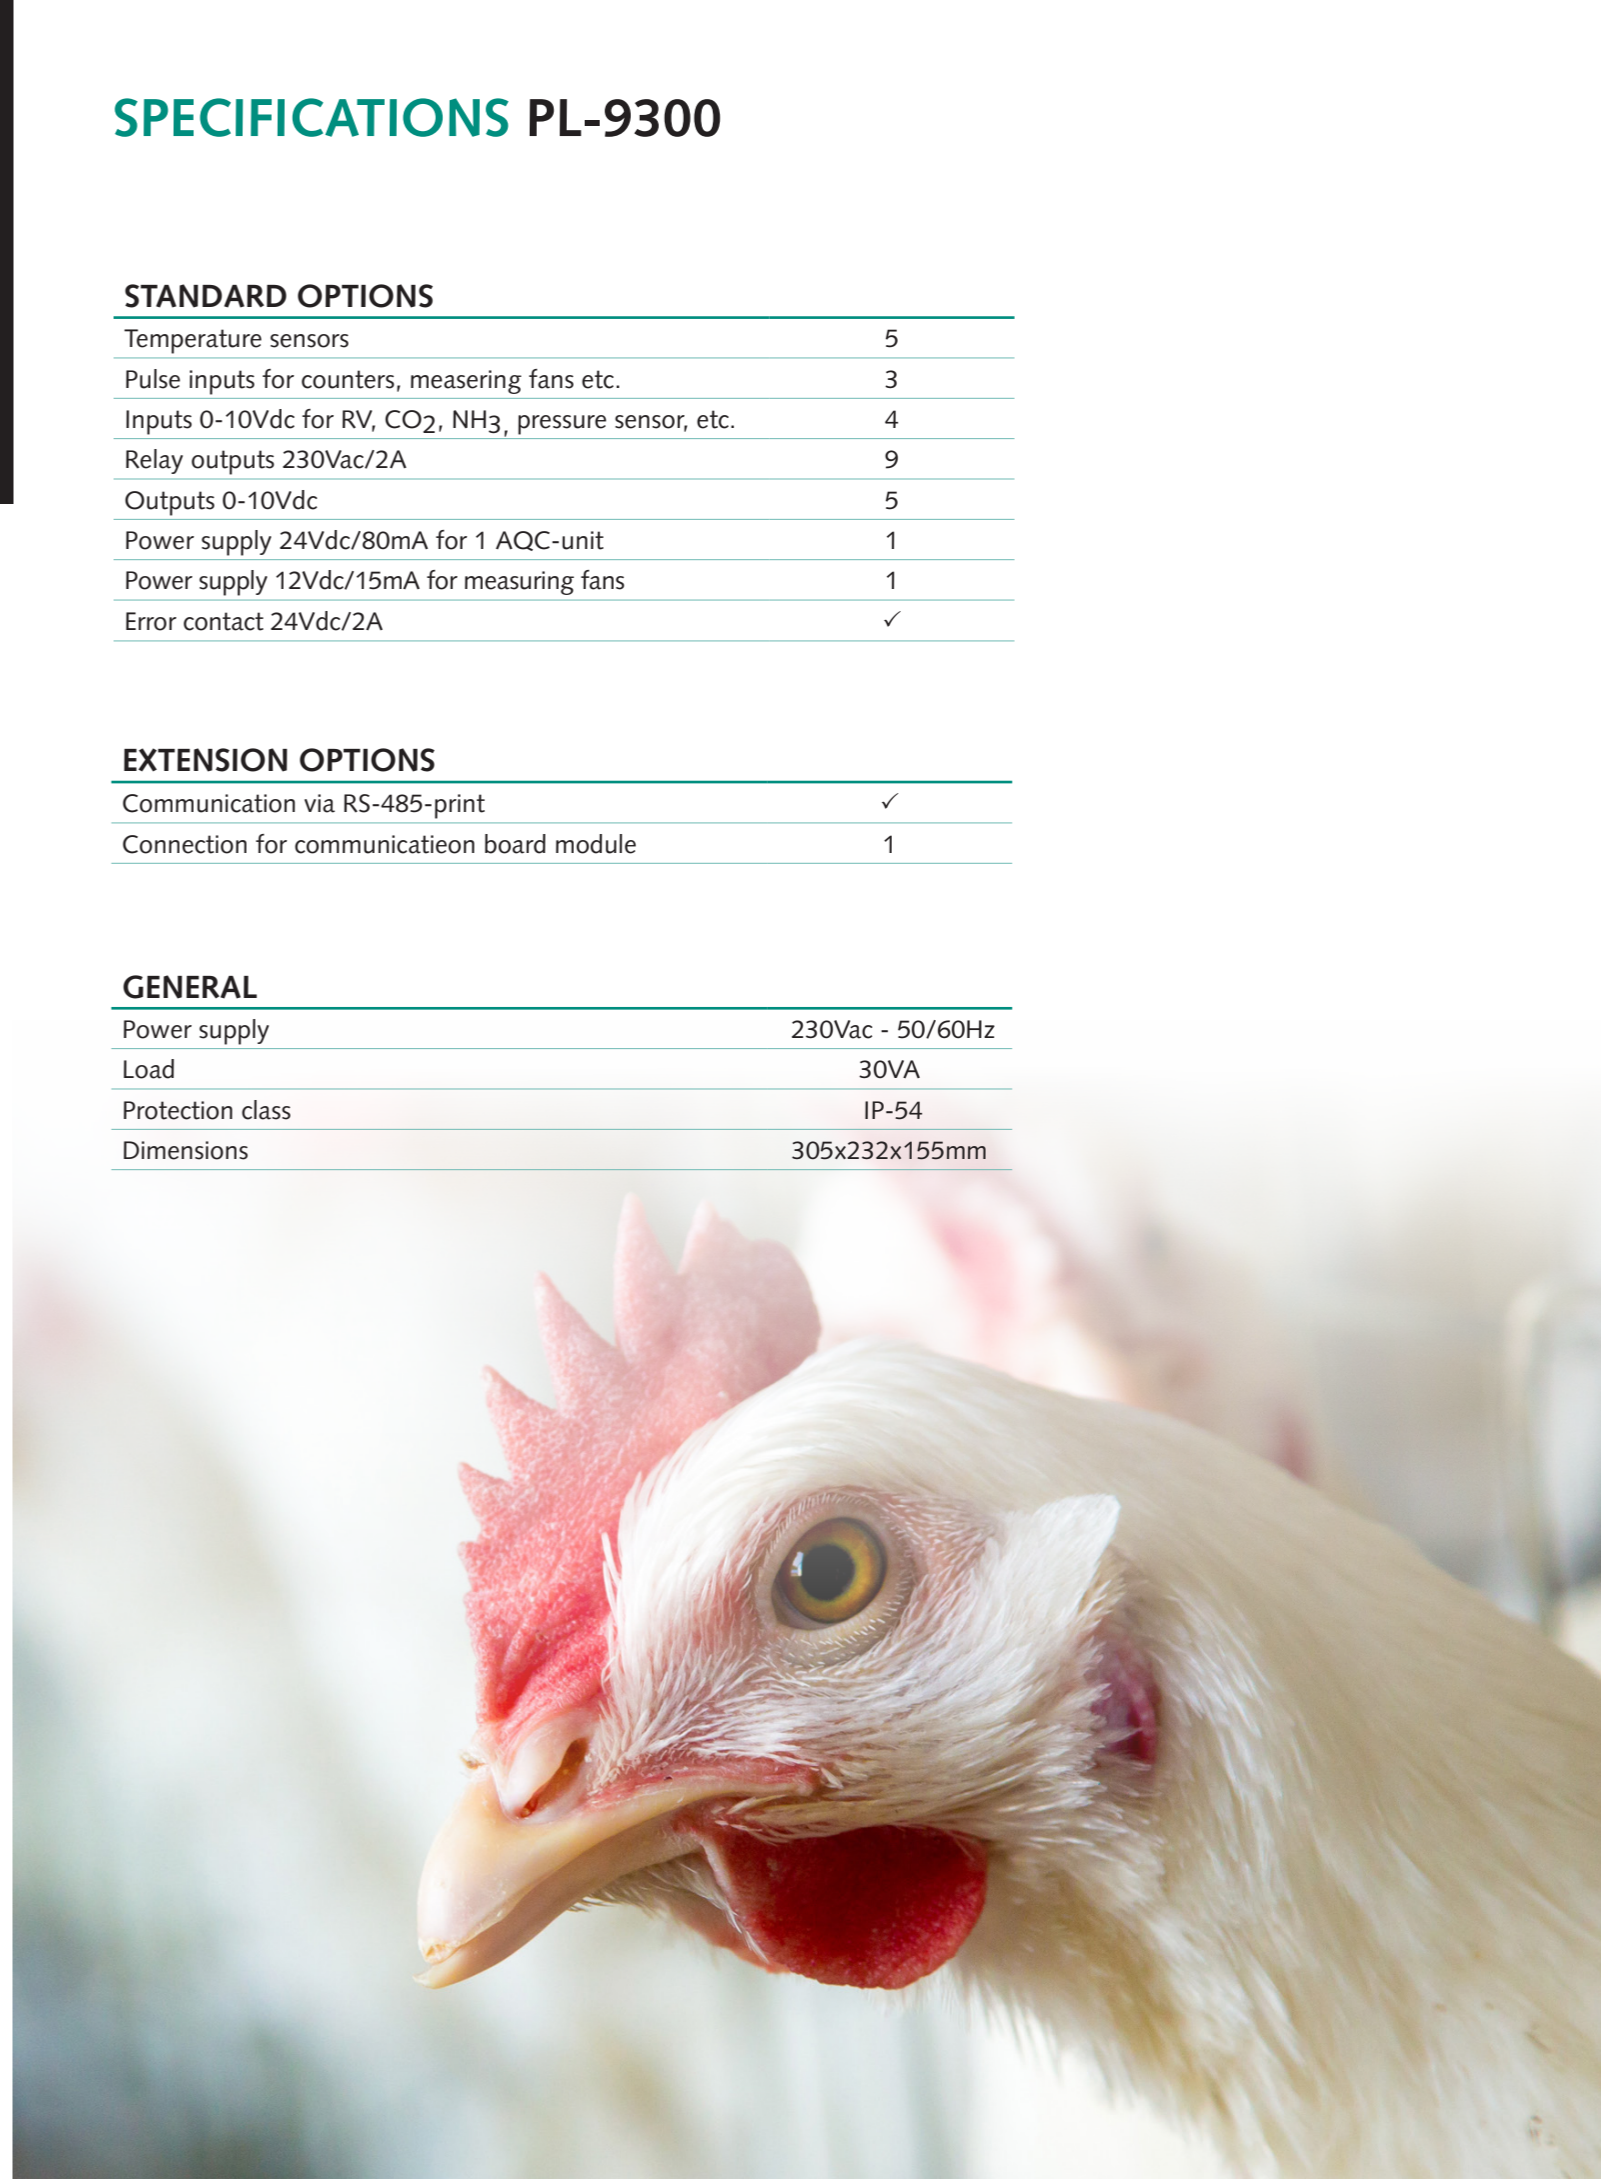 SPECIFICATIONS PL-9300
STANDARD OPTIONS
Temperature sensors 5
Pulse inputs for counters, measering fans etc. 3
Inputs 0-10Vdc for RV, CO2, NH3, pressure sensor, etc. 4
Relay outputs 230Vac/2A 9
Outputs 0-10Vdc 5
Power supply 24Vdc/80mA for 1 AQC-unit 1
Power supply 12Vdc/15mA for measuring fans 1
Error contact 24Vdc/2A ✓
EXTENSION OPTIONS
Communication via RS-485-print ✓
Connection for communicatieon board module 1
GENERAL
Power supply 230Vac - 50/60Hz
Load 30VA
Protection class IP-54
Dimensions 305x232x155mm